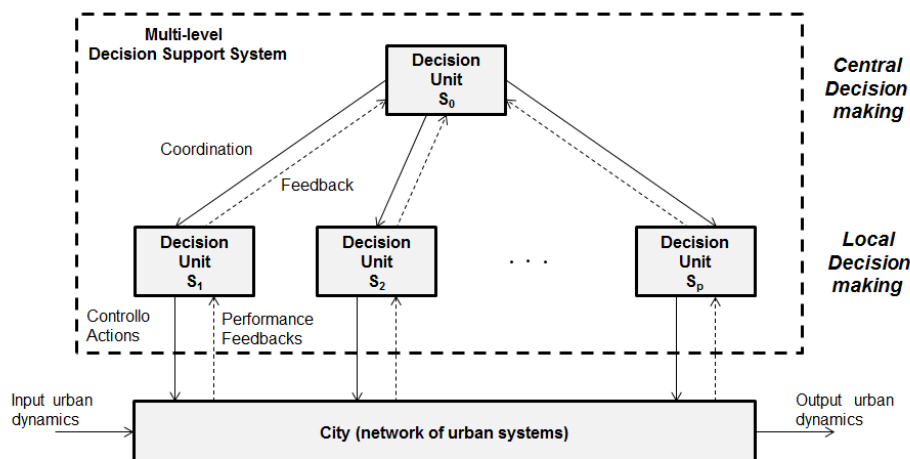 Multi-level
Decision Support System
Decision
Unit
S₀
Central
Decision
making
Coordination
Feedback
Decision
Unit
S₁
Decision
Unit
S₂
. . .
Decision
Unit
Sₚ
Local
Decision
making
Controllo
Actions
Performance
Feedbacks
Input urban
dynamics
City (network of urban systems)
Output urban
dynamics